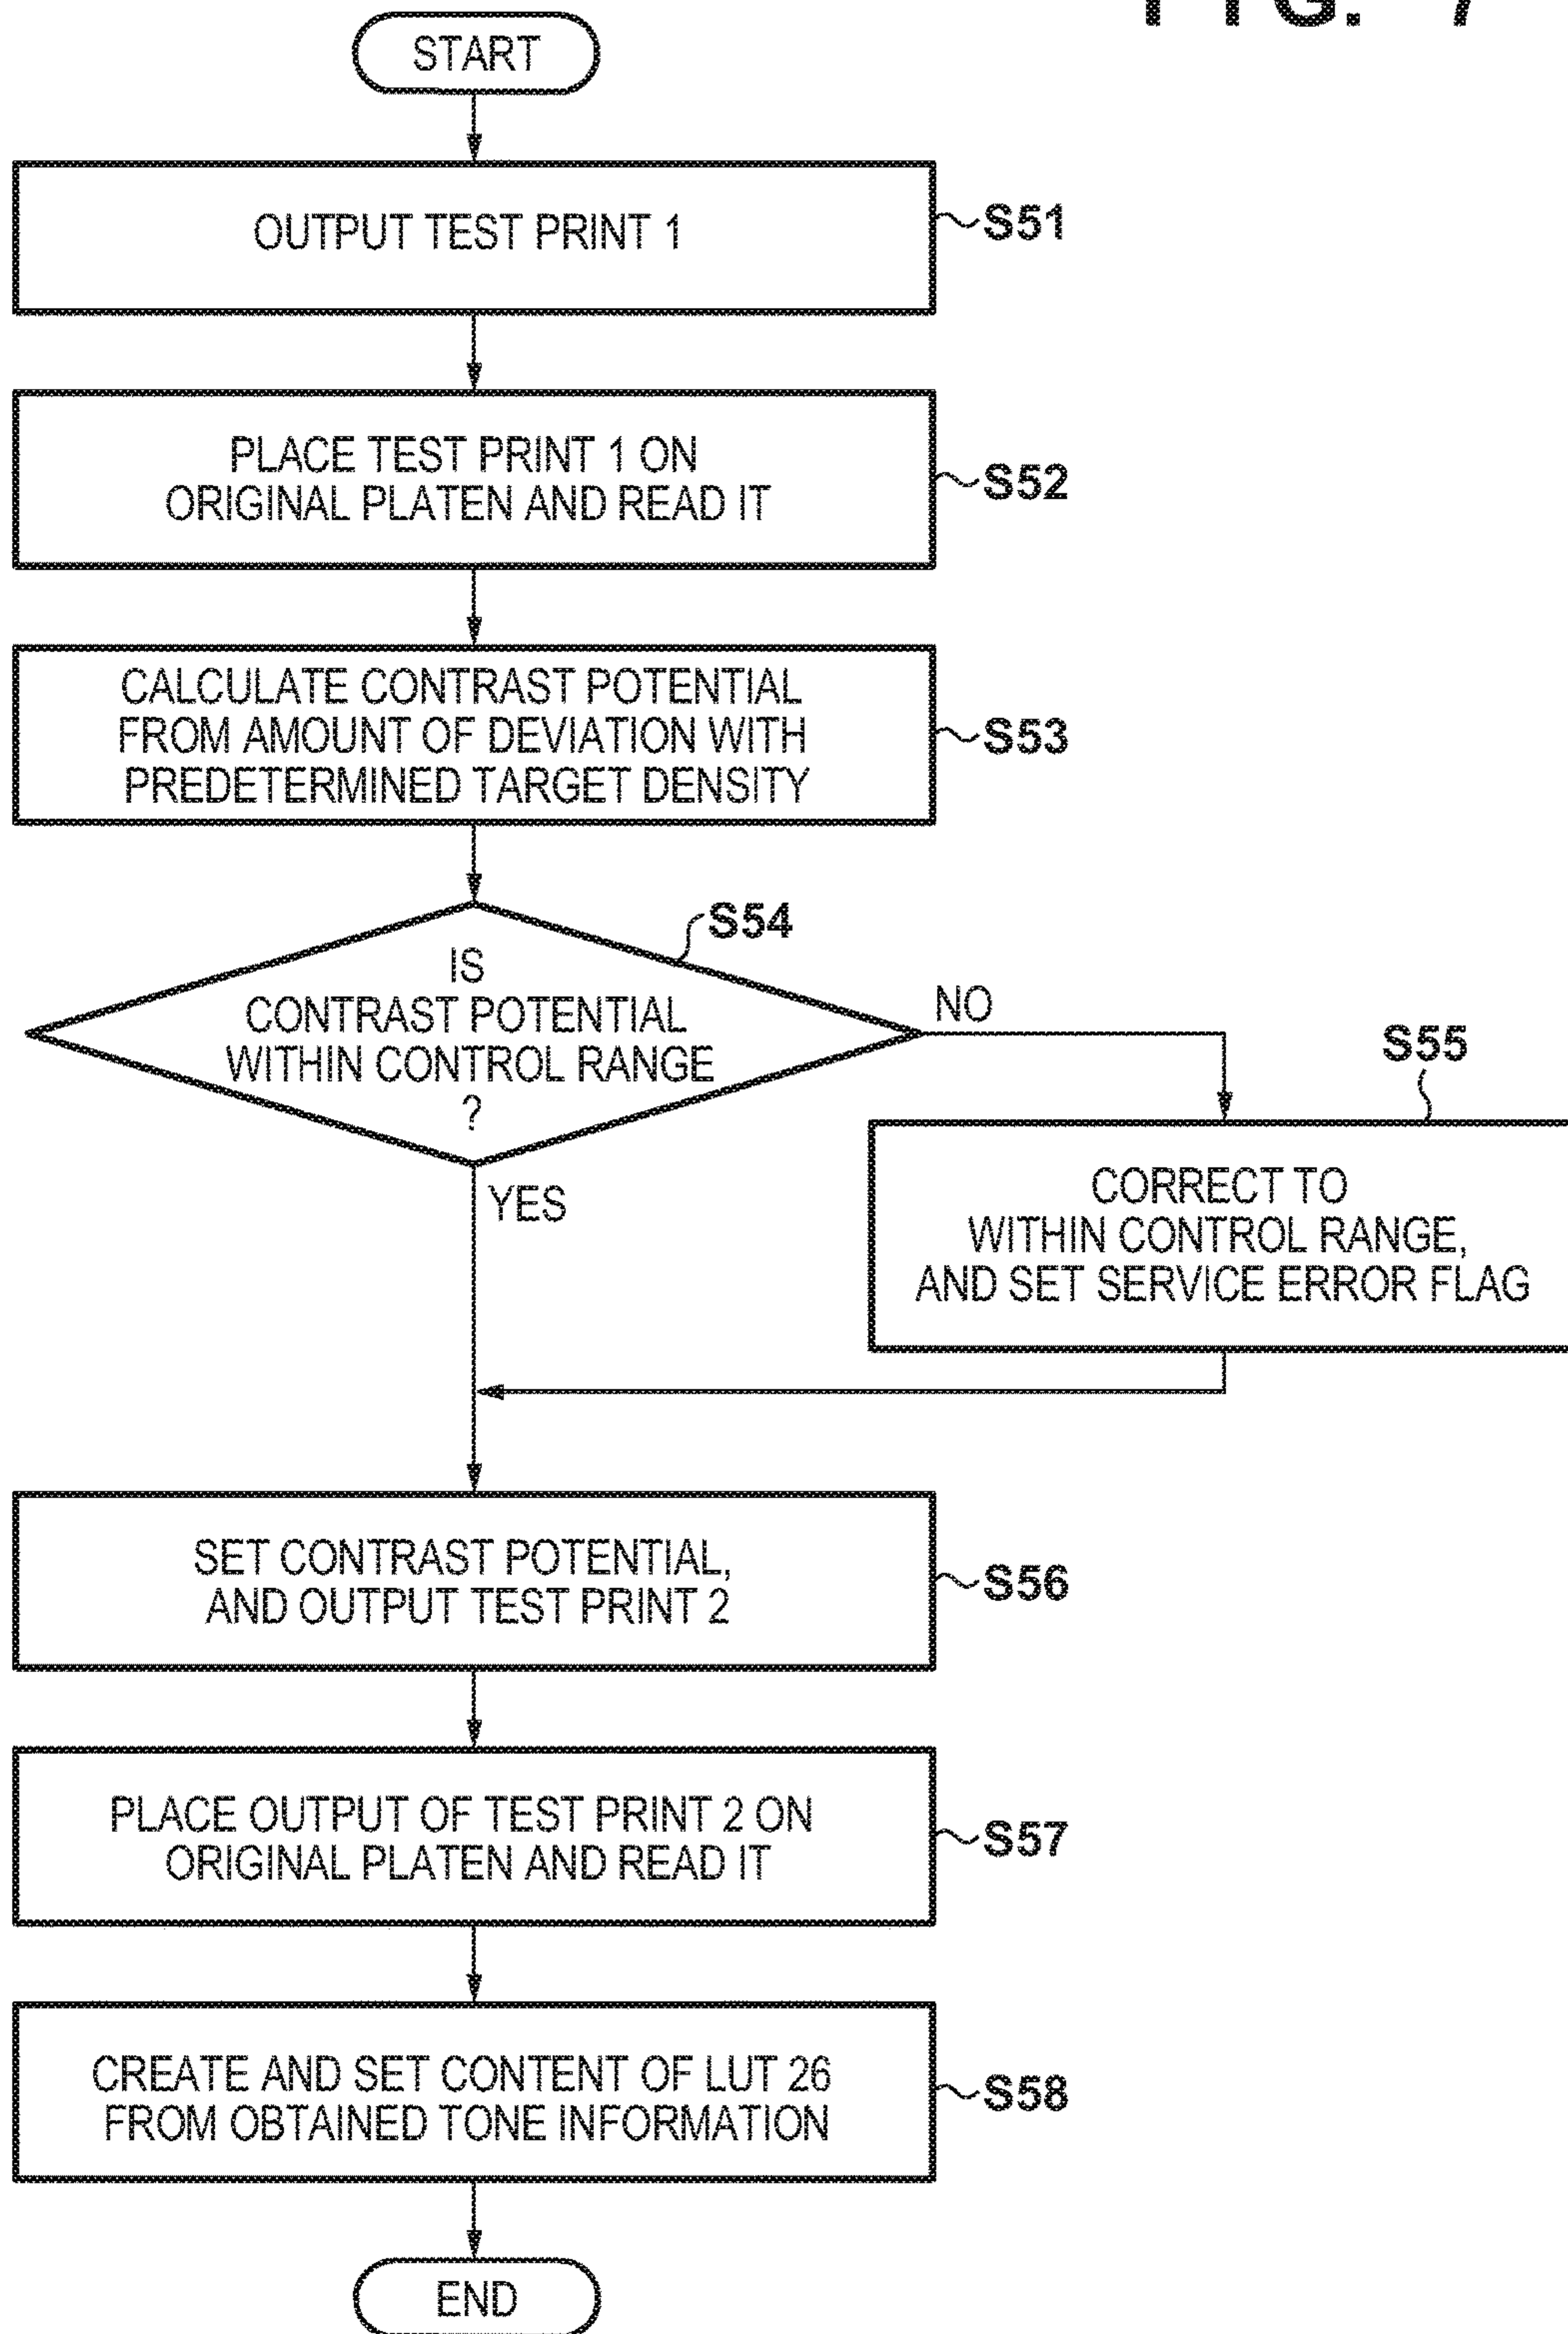 FIG. 7
START
OUTPUT TEST PRINT 1
S51
PLACE TEST PRINT 1 ON
ORIGINAL PLATEN AND READ IT
S52
CALCULATE CONTRAST POTENTIAL
FROM AMOUNT OF DEVIATION WITH
PREDETERMINED TARGET DENSITY
S53
S54
IS
CONTRAST POTENTIAL
WITHIN CONTROL RANGE
?
NO
YES
S55
CORRECT TO
WITHIN CONTROL RANGE,
AND SET SERVICE ERROR FLAG
SET CONTRAST POTENTIAL,
AND OUTPUT TEST PRINT 2
S56
PLACE OUTPUT OF TEST PRINT 2 ON
ORIGINAL PLATEN AND READ IT
S57
CREATE AND SET CONTENT OF LUT 26
FROM OBTAINED TONE INFORMATION
S58
END